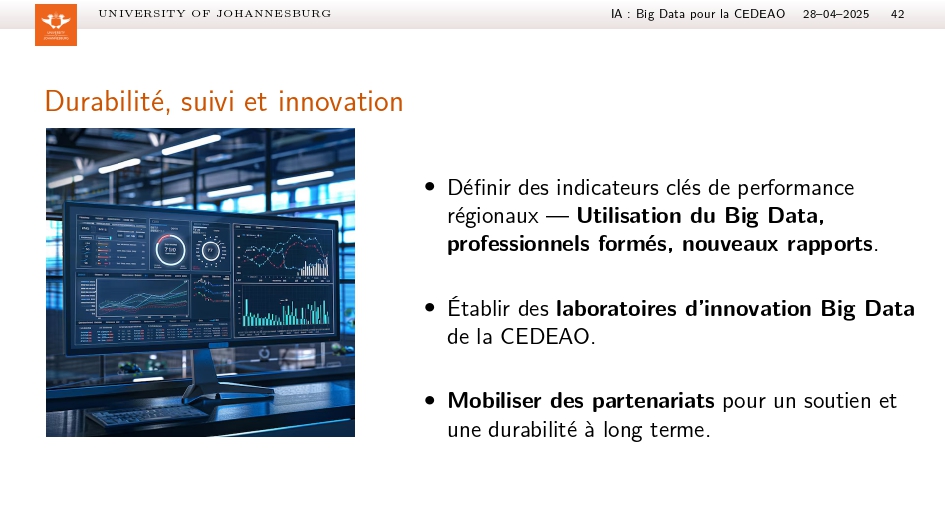 UNIVERSITY OF JOHANNESBURG
IA : Big Data pour la CEDEAO 28–04–2025 42
UNIVERSITY
JOHANNESBURG
Durabilité, suivi et innovation
• Définir des indicateurs clés de performance
régionaux — Utilisation du Big Data,
professionnels formés, nouveaux rapports.
• Établir des laboratoires d'innovation Big Data
de la CEDEAO.
• Mobiliser des partenariats pour un soutien et
une durabilité à long terme.